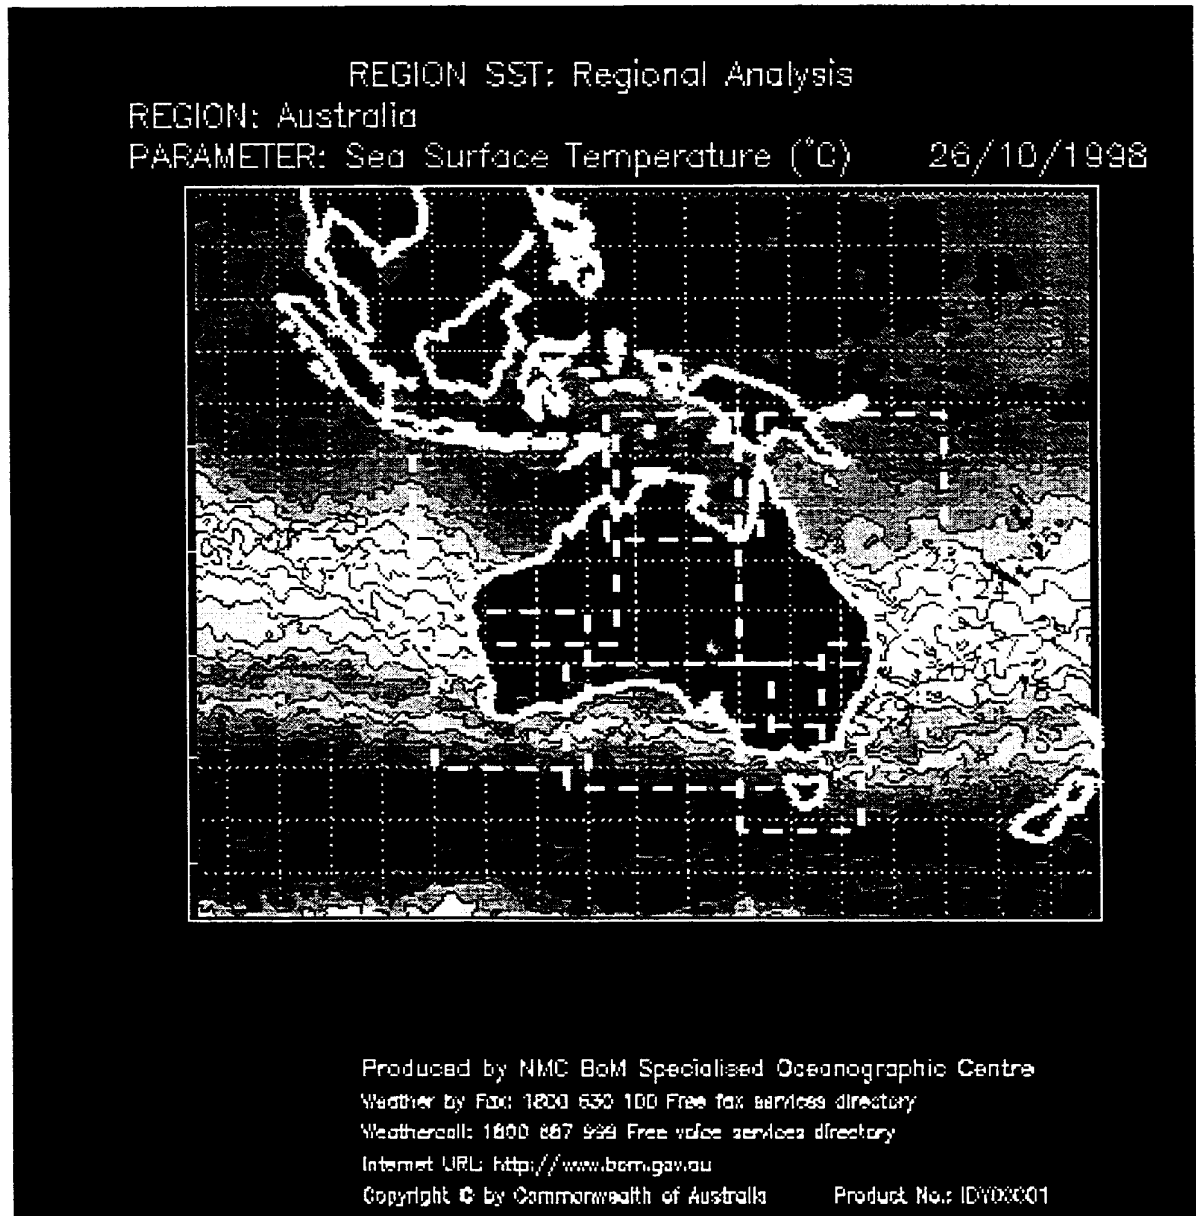 REGION SST: Regional Analysis
REGION: Australia
PARAMETER: Sea Surface Temperature (°C) 26/10/1998
Produced by NMC BoM Specialised Oceanographic Centre
Weather by Fax: 1800 630 100 Free fax services directory
Weathercall: 1800 687 999 Free voice services directory
Internet URL: http://www.bom.gov.au
Copyright © by Commonwealth of Australia Product No.: IDY00001